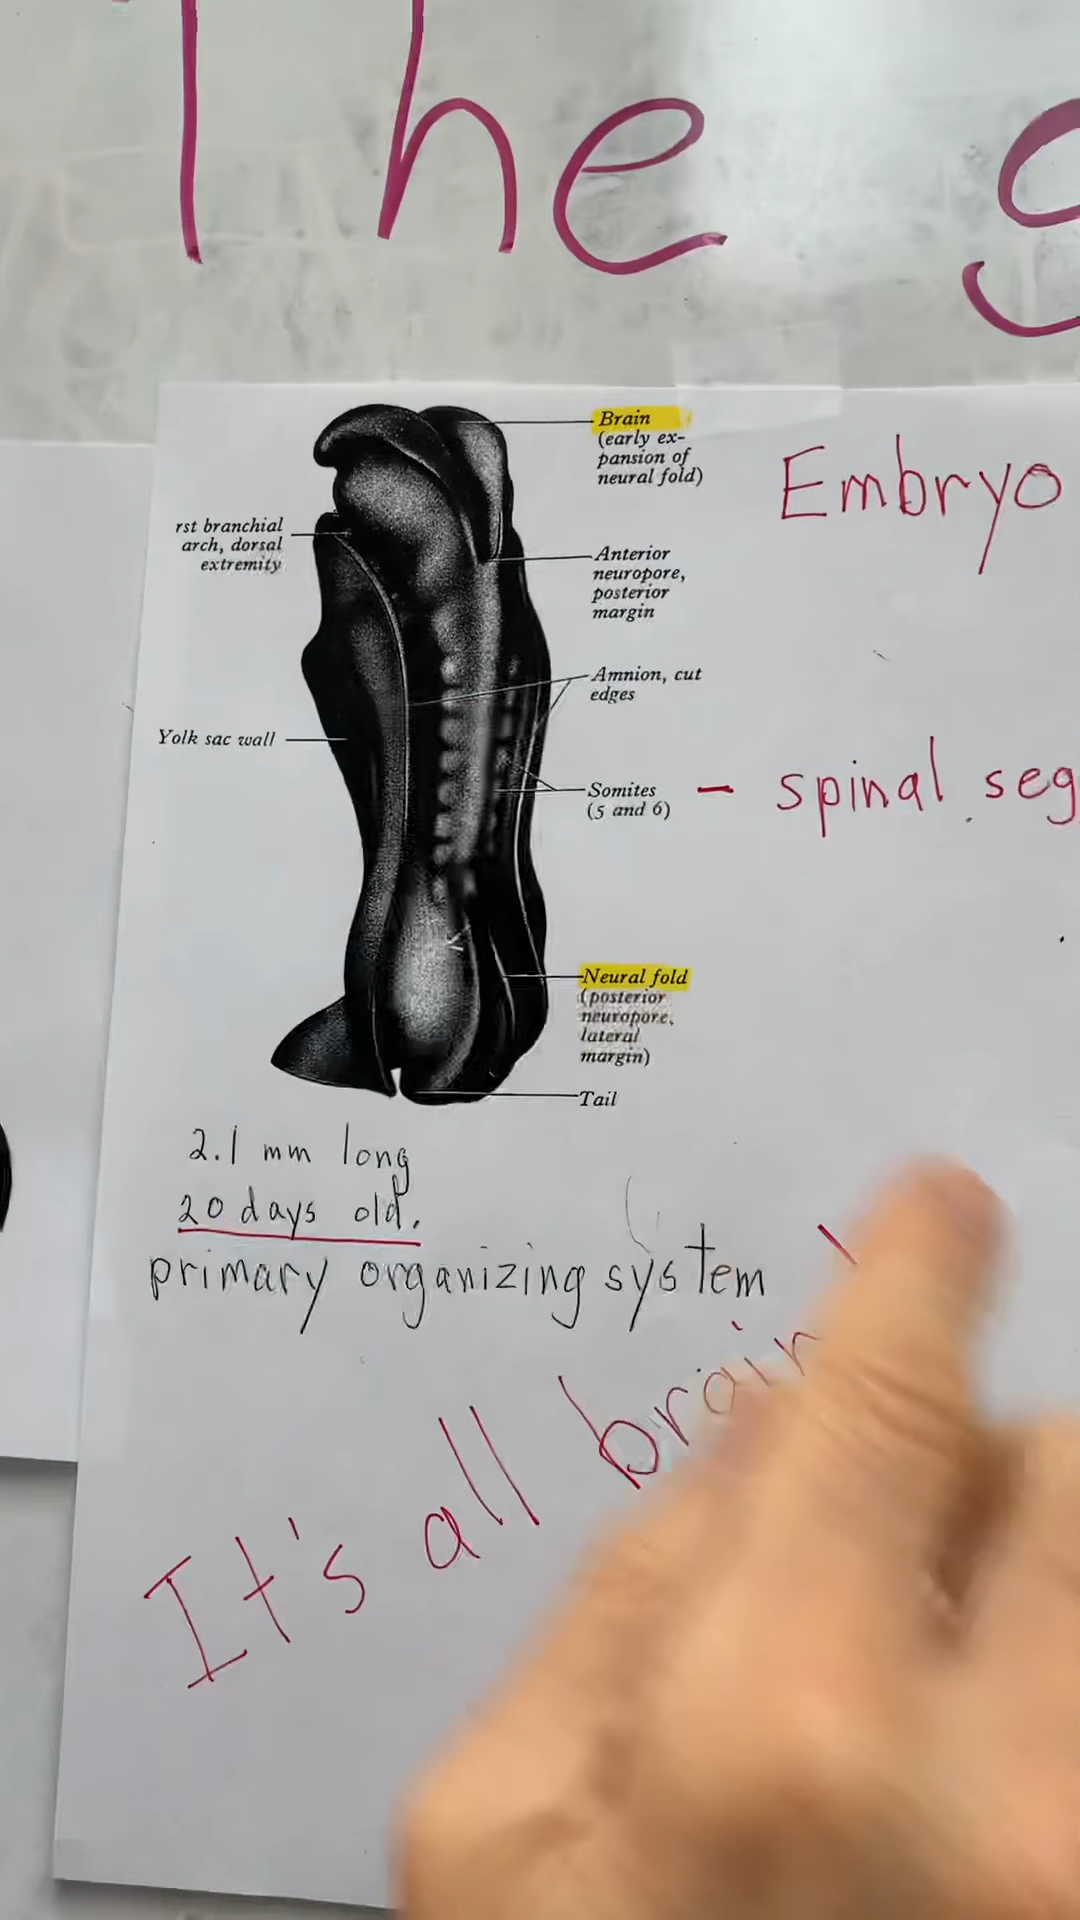 The
Brain
(early ex-
pansion of
neural fold)
Embryo
rst branchial
arch, dorsal
extremity
Anterior
neuropore,
posterior
margin
Amnion, cut
edges
Yolk sac wall
Somites
(5 and 6)
- spinal seg
Neural fold
(posterior
neuropore,
lateral
margin)
Tail
2.1 mm long
20 days old.
primary organizing system
It's all brain